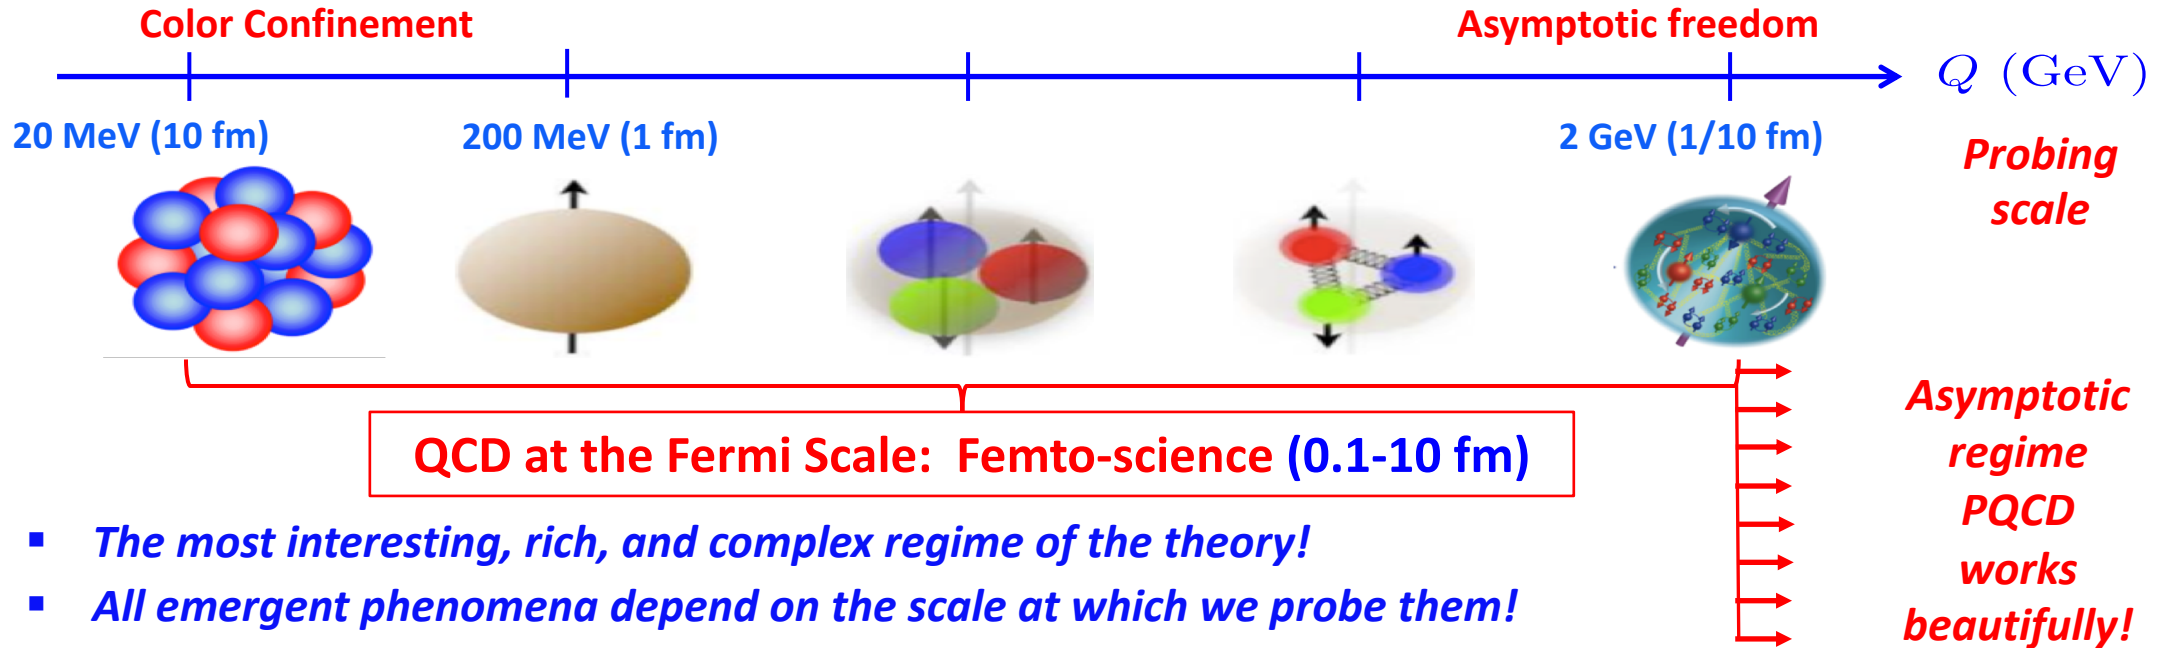 Color Confinement
Asymptotic freedom
Q (GeV)
20 MeV (10 fm)
200 MeV (1 fm)
2 GeV (1/10 fm)
Probing
scale
QCD at the Fermi Scale: Femto-science (0.1-10 fm)
▪ The most interesting, rich, and complex regime of the theory!
▪ All emergent phenomena depend on the scale at which we probe them!
Asymptotic
regime
PQCD
works
beautifully!